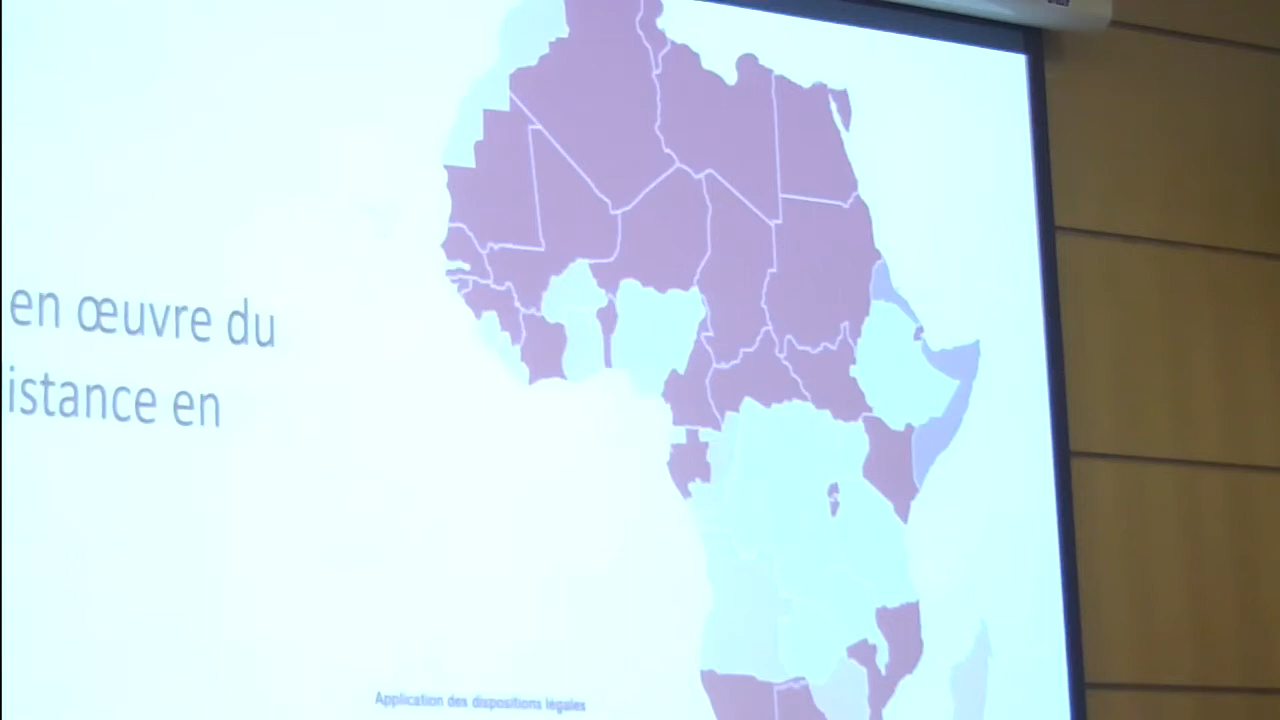 en œuvre du
istance en
Application des dispositions légales